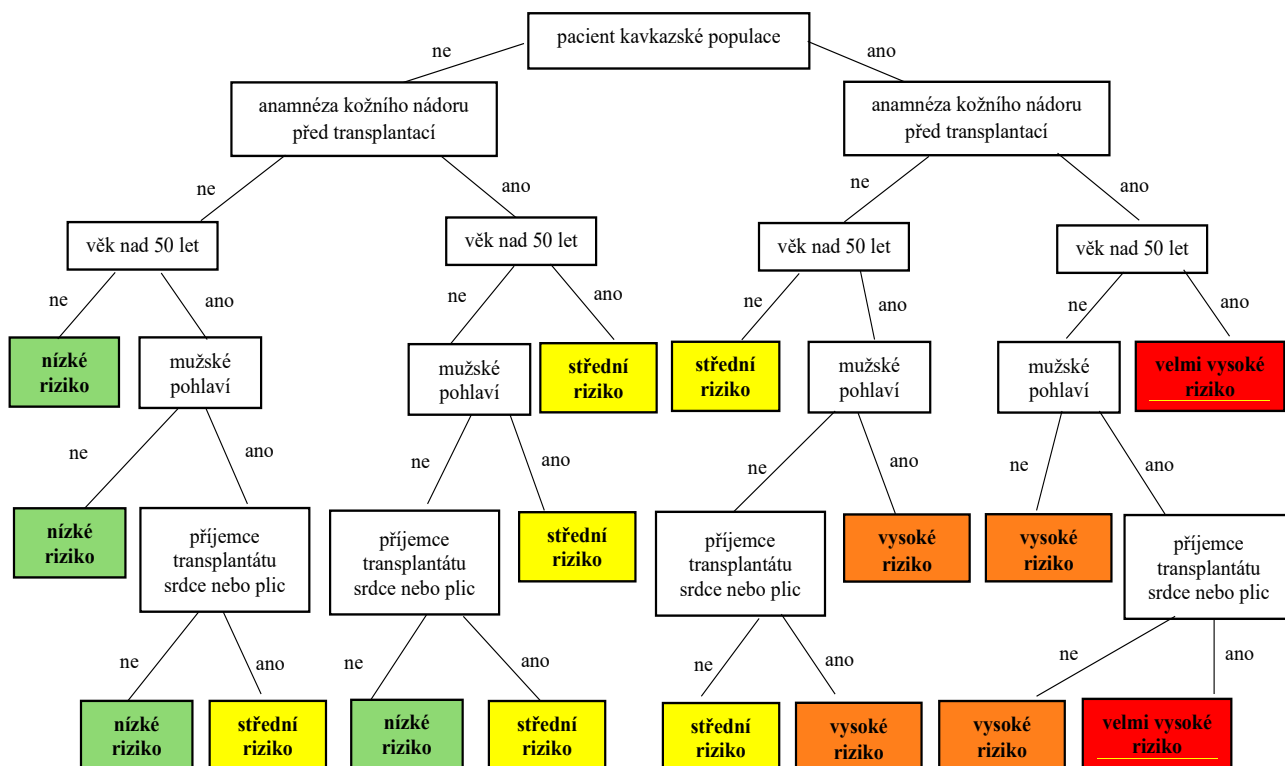 pacient kavkazské populace
ne
ano
anamnéza kožního nádoru
před transplantací
anamnéza kožního nádoru
před transplantací
ne
ano
ne
ano
věk nad 50 let
věk nad 50 let
věk nad 50 let
věk nad 50 let
ne
ano
ne
ano
ne
ano
ne
ano
nízké
riziko
mužské
pohlaví
mužské
pohlaví
střední
riziko
střední
riziko
mužské
pohlaví
mužské
pohlaví
velmi vysoké
riziko
ne
ano
ne
ano
ne
ano
ne
ano
nízké
riziko
příjemce
transplantátu
srdce nebo plic
příjemce
transplantátu
srdce nebo plic
střední
riziko
příjemce
transplantátu
srdce nebo plic
vysoké
riziko
vysoké
riziko
příjemce
transplantátu
srdce nebo plic
ne
ano
ne
ano
ne
ano
ne
ano
nízké
riziko
střední
riziko
nízké
riziko
střední
riziko
střední
riziko
vysoké
riziko
vysoké
riziko
velmi vysoké
riziko